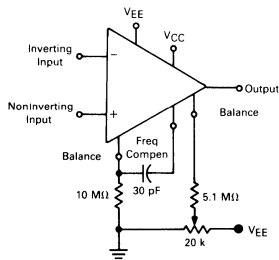 VEE
VCC
Inverting
Input
Output
NonInverting
Input
Balance
Freq
Compen
Balance
30 pF
10 MΩ
5.1 MΩ
20 k
VEE